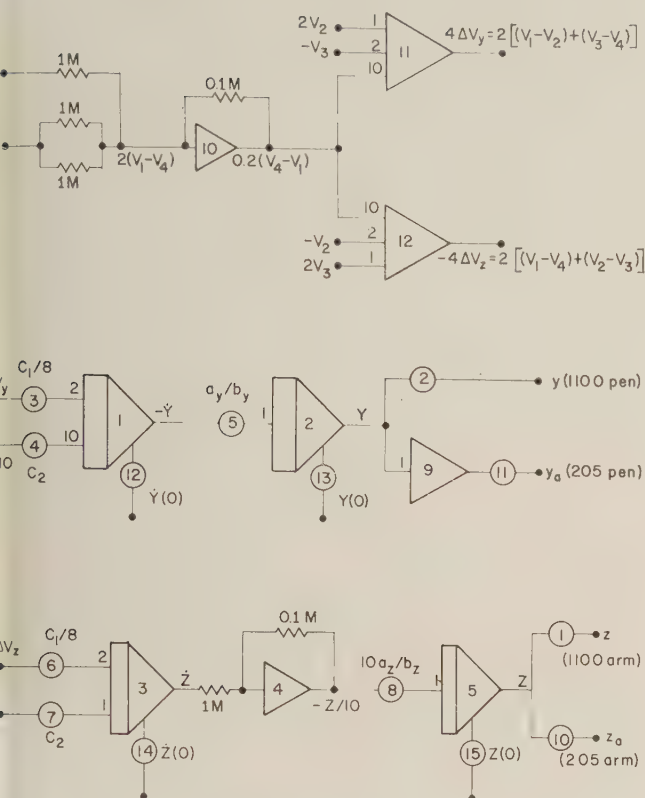 2V₂ 1 4ΔVy=2[(V₁-V₂)+(V₃-V₄)]
-V₃ 2 11
10
1M 0.1M
1M
10
1M 2(V₁-V₄) 0.2(V₄-V₁)
10
-V₂ 2 12
2V₃ 1 -4ΔVz=2[(V₁-V₄)+(V₂-V₃)]
C₁/8 ay/by 2 y (1100 pen)
3 2 1 -Ẏ 5 1 2 Y
4 10 1 9 11 yₐ (205 pen)
10 C₂ 12 13
Ẏ(0) Y(0)
0.1M
ΔVz C₁/8 10az/bz 1 z
6 2 3 Ż 4 8 1 5 Z (1100 arm)
1M -Z/10
7 1
C₂ 14 Ż(0) 15 Z(0) 10 zₐ
(205 arm)